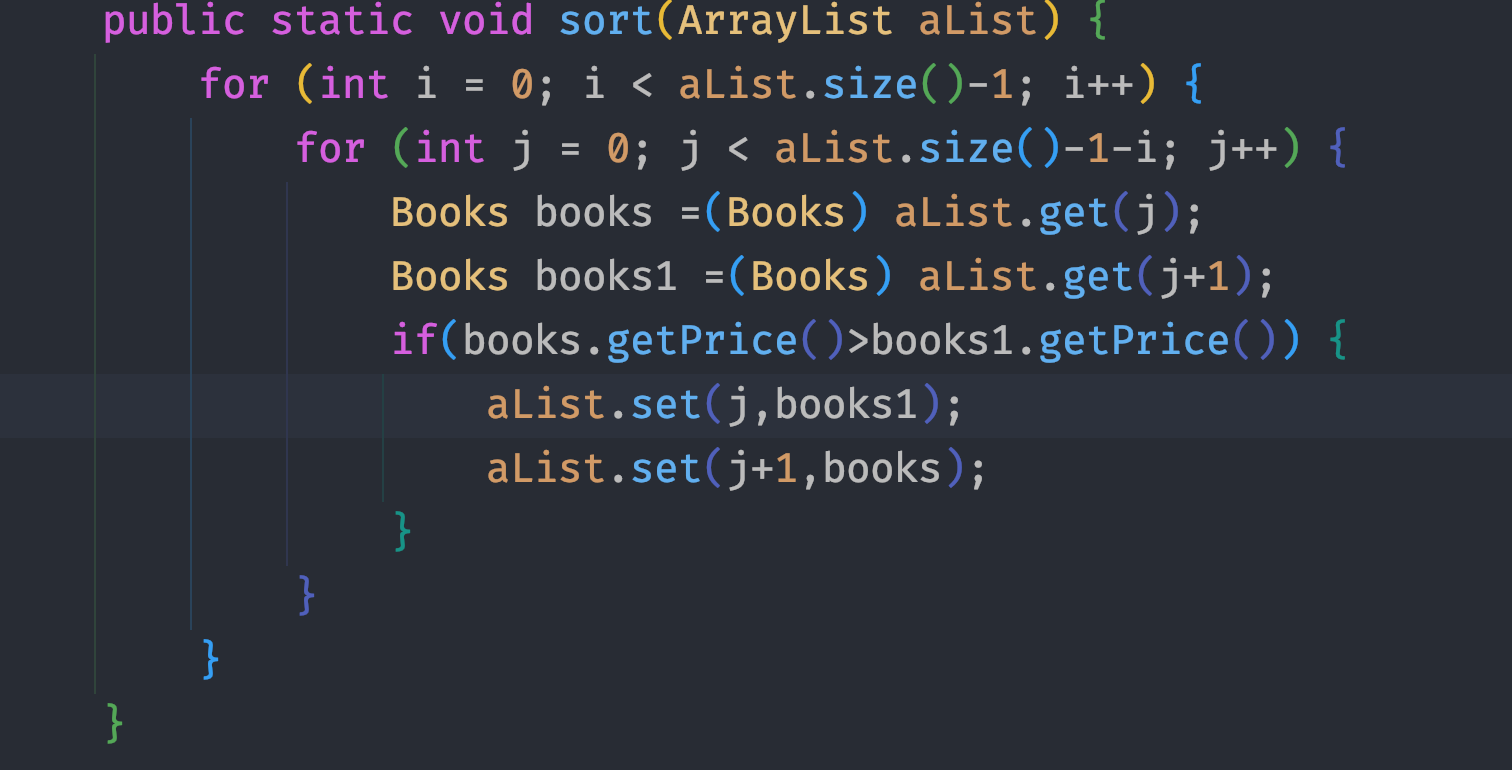 public static void sort(ArrayList aList) {
for (int i = 0; i < aList.size()-1; i++) {
for (int j = 0; j < aList.size()-1-i; j++) {
Books books =(Books) aList.get(j);
Books books1 =(Books) aList.get(j+1);
if(books.getPrice()>books1.getPrice()) {
aList.set(j,books1);
aList.set(j+1,books);
}
}
}
}